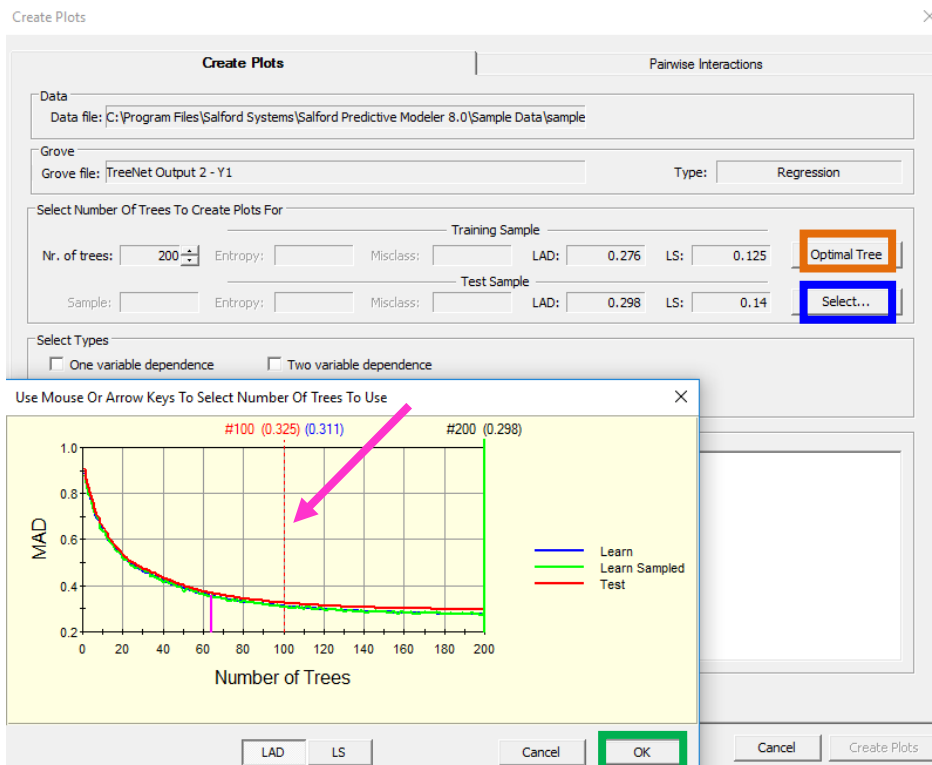 Create Plots
Create Plots Pairwise Interactions
Data
Data file: C:\Program Files\Salford Systems\Salford Predictive Modeler 8.0\Sample Data\sample
Grove
Grove file: TreeNet Output 2 - Y1 Type: Regression
Select Number Of Trees To Create Plots For
Training Sample
Nr. of trees: 200 Entropy: Misclass: LAD: 0.276 LS: 0.125 Optimal Tree
Test Sample
Sample: Entropy: Misclass: LAD: 0.298 LS: 0.14 Select...
Select Types
One variable dependence Two variable dependence
Use Mouse Or Arrow Keys To Select Number Of Trees To Use
#100 (0.325) (0.311) #200 (0.298)
1.0
0.8
0.6
0.4
0.2
MAD
0 20 40 60 80 100 120 140 160 180 200
Number of Trees
Learn
Learn Sampled
Test
LAD LS Cancel OK
Cancel Create Plots